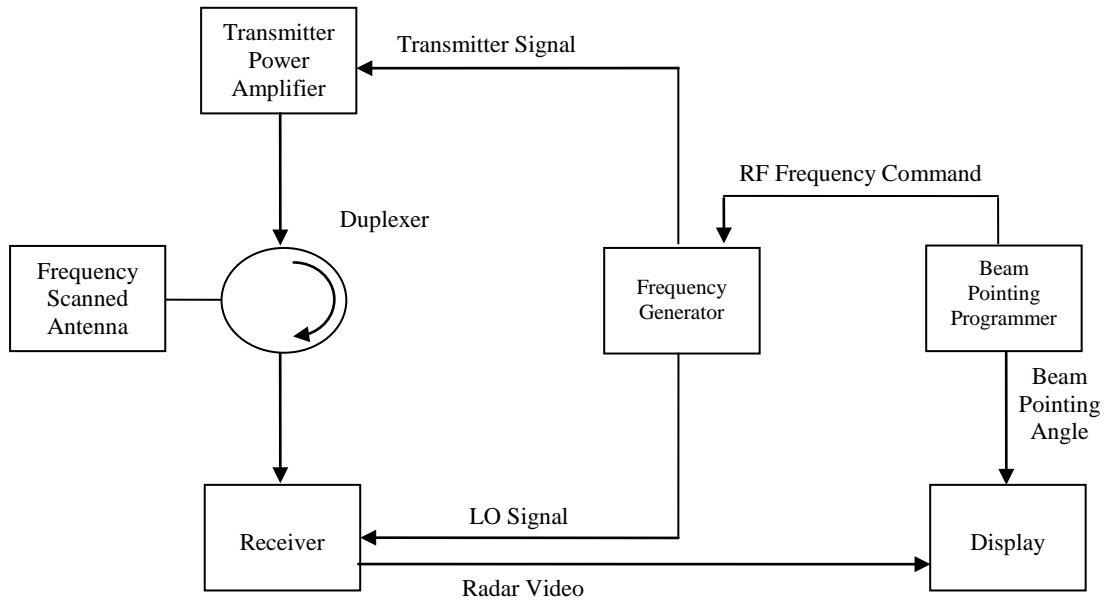 Transmitter
Power
Amplifier
Transmitter Signal
RF Frequency Command
Duplexer
Frequency
Scanned
Antenna
Frequency
Generator
Beam
Pointing
Programmer
Beam
Pointing
Angle
Receiver
LO Signal
Display
Radar Video